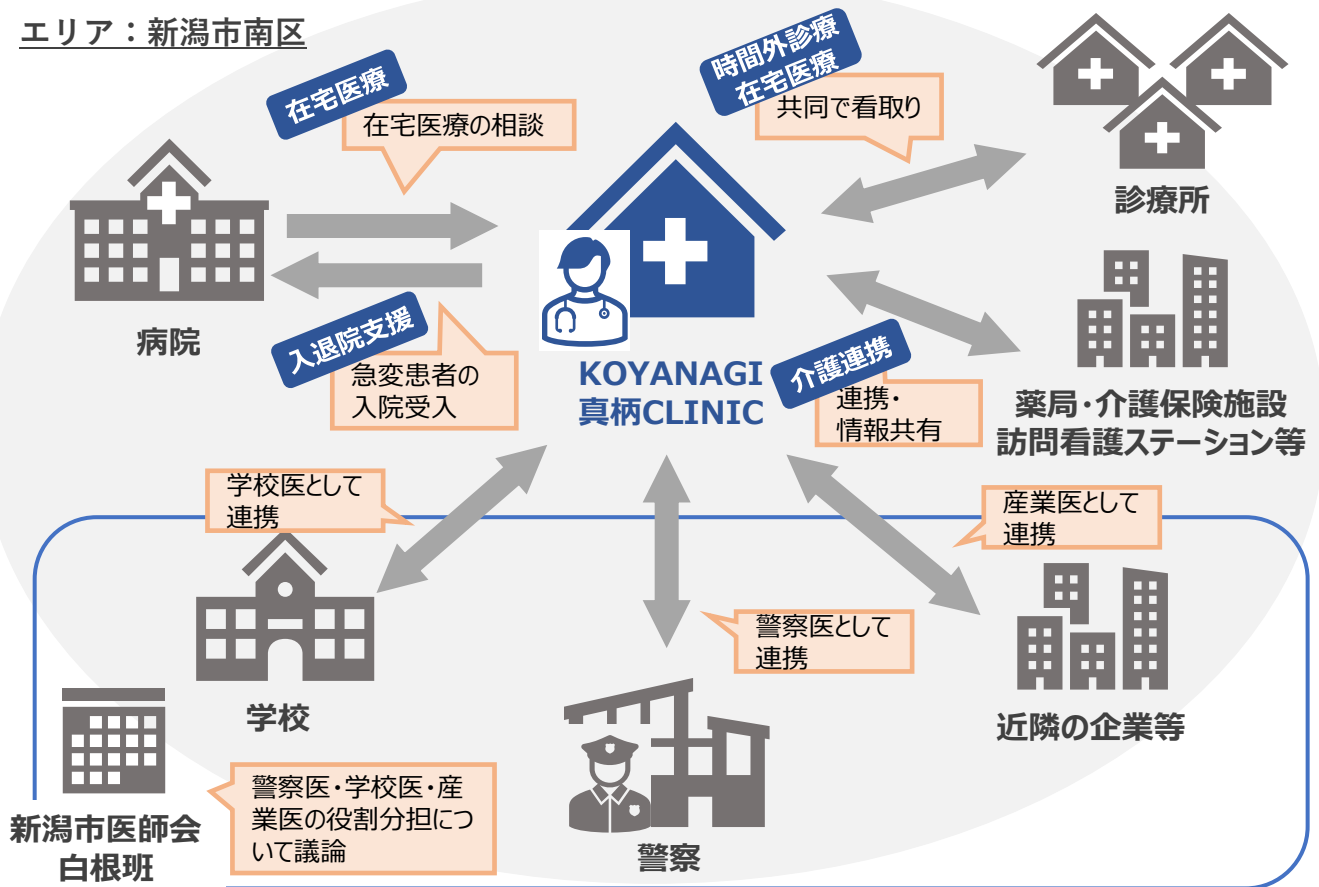 エリア：新潟市南区
在宅医療
在宅医療の相談
時間外診療
在宅医療
共同で看取り
診療所
病院
入退院支援
急変患者の
入院受入
KOYANAGI
真柄CLINIC
介護連携
連携・
情報共有
薬局・介護保険施設
訪問看護ステーション等
学校医として
連携
産業医として
連携
警察医として
連携
学校
近隣の企業等
新潟市医師会
白根班
警察医・学校医・産
業医の役割分担につ
いて議論
警察